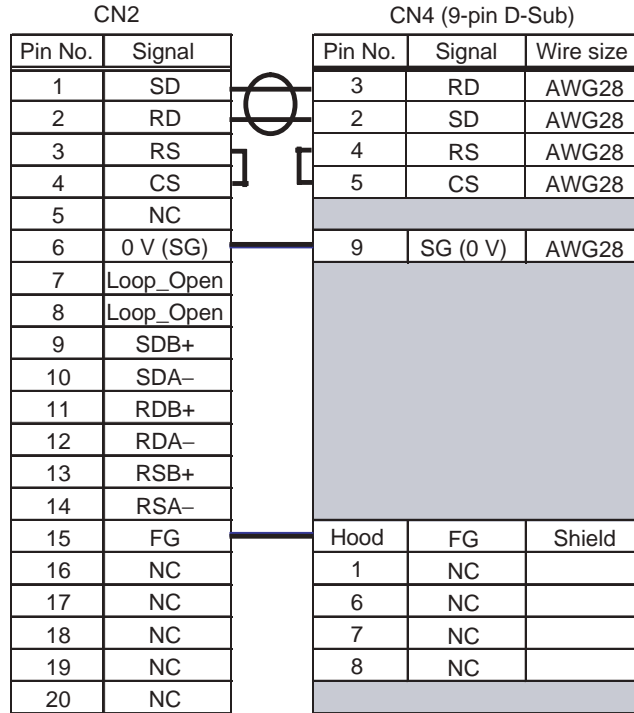 CN2 CN4 (9-pin D-Sub)
Pin No. Signal Pin No. Signal Wire size
1 SD 3 RD AWG28
2 RD 2 SD AWG28
3 RS 4 RS AWG28
4 CS 5 CS AWG28
5 NC
6 0 V (SG) 9 SG (0 V) AWG28
7 Loop_Open
8 Loop_Open
9 SDB+
10 SDA−
11 RDB+
12 RDA−
13 RSB+
14 RSA−
15 FG Hood FG Shield
16 NC 1 NC
17 NC 6 NC
18 NC 7 NC
19 NC 8 NC
20 NC